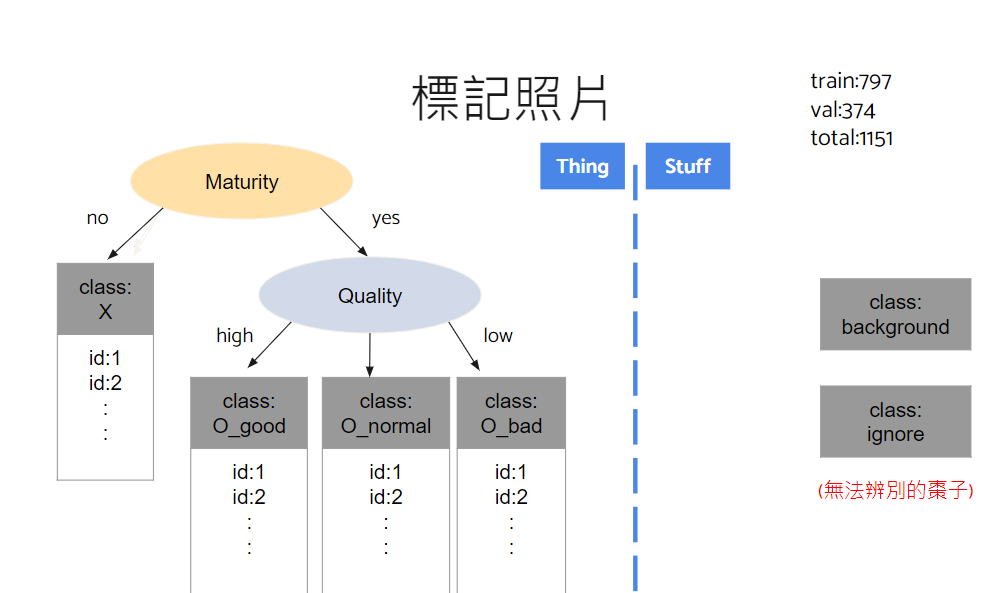 標記照片
train:797
val:374
total:1151
Thing
Stuff
Maturity
no
yes
class:
X
id:1
id:2
:
:
Quality
high
low
class:
O_good
id:1
id:2
:
:
class:
O_normal
id:1
id:2
:
:
class:
O_bad
id:1
id:2
:
:
class:
background
class:
ignore
(無法辨別的棗子)